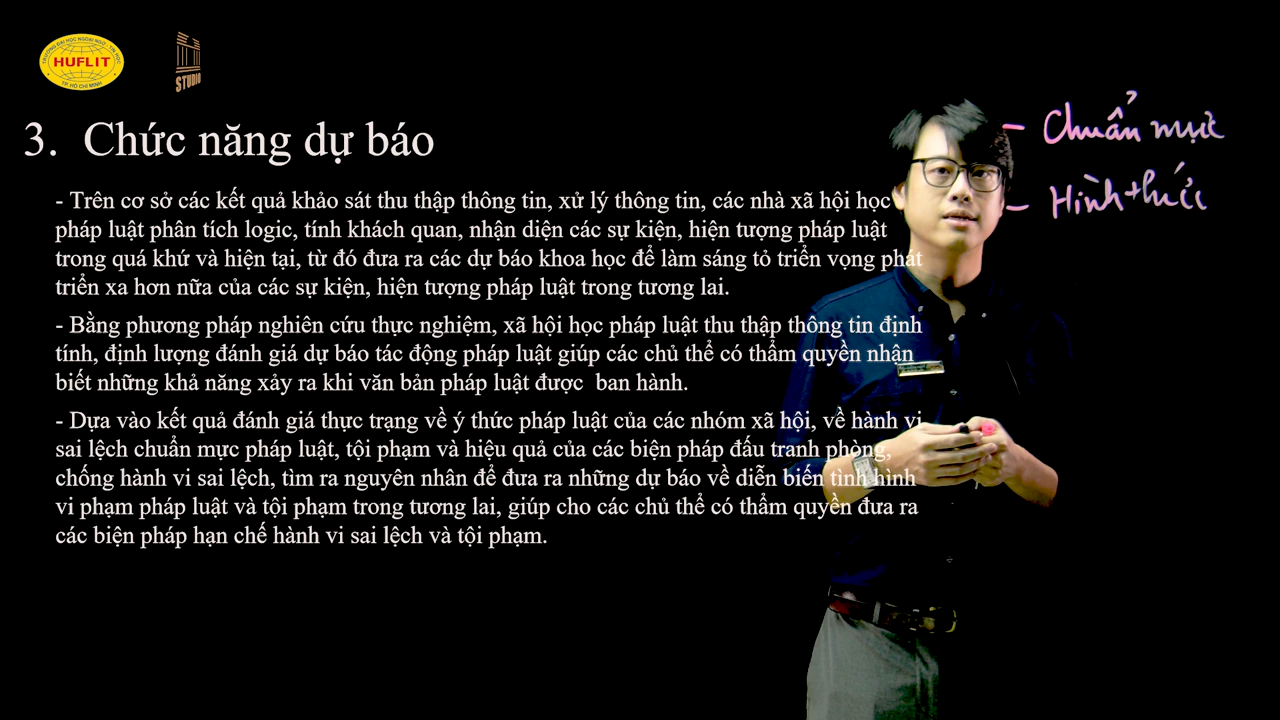 TRƯỜNG ĐẠI HỌC NGOẠI NGỮ - TIN HỌC
HUFLIT
TP. HỒ CHÍ MINH
STUDIO
3. Chức năng dự báo
- Chuẩn mực
- Hình thức
- Trên cơ sở các kết quả khảo sát thu thập thông tin, xử lý thông tin, các nhà xã hội học
pháp luật phân tích logic, tính khách quan, nhận diện các sự kiện, hiện tượng pháp luật
trong quá khứ và hiện tại, từ đó đưa ra các dự báo khoa học để làm sáng tỏ triển vọng phát
triển xa hơn nữa của các sự kiện, hiện tượng pháp luật trong tương lai.
- Bằng phương pháp nghiên cứu thực nghiệm, xã hội học pháp luật thu thập thông tin định
tính, định lượng đánh giá dự báo tác động pháp luật giúp các chủ thể có thẩm quyền nhận
biết những khả năng xảy ra khi văn bản pháp luật được ban hành.
- Dựa vào kết quả đánh giá thực trạng về ý thức pháp luật của các nhóm xã hội, về hành vi
sai lệch chuẩn mực pháp luật, tội phạm và hiệu quả của các biện pháp đấu tranh phòng,
chống hành vi sai lệch, tìm ra nguyên nhân để đưa ra những dự báo về diễn biến tình hình
vi phạm pháp luật và tội phạm trong tương lai, giúp cho các chủ thể có thẩm quyền đưa ra
các biện pháp hạn chế hành vi sai lệch và tội phạm.